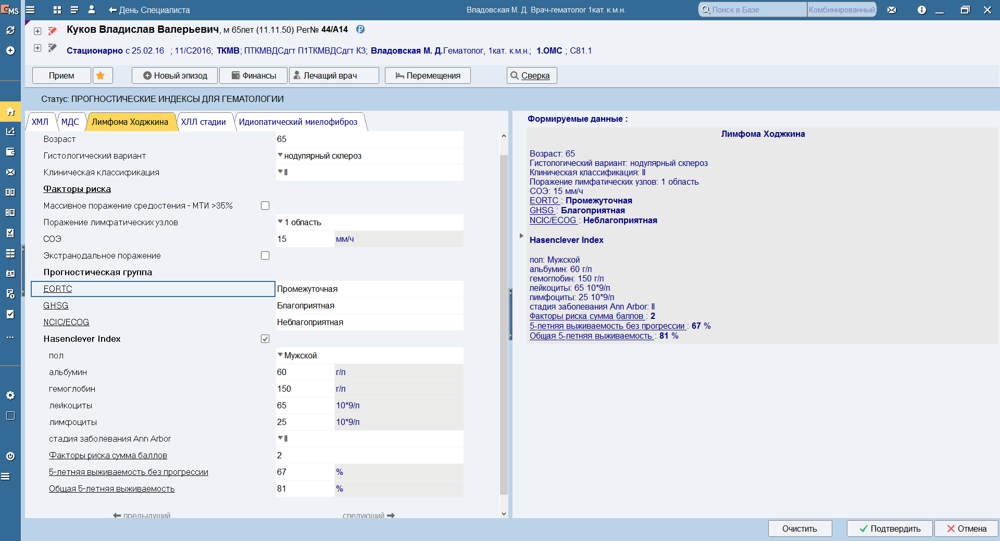 CMS
День Специалиста
Владовская М. Д. Врач-гематолог 1кат. к.м.н.
Поиск в Базе
Комбинированный
Куков Владислав Валерьевич, м 65лет (11.11.50) Рег№ 44/А14
Стационарно с 25.02.16 ; 11/С2016; ТКМВ; ПТКМВДСдгт П1ТКМВДСдгт К3; Владовская М. Д.Гематолог, 1кат. к.м.н.; 1.ОМС ; С81.1
Прием
Новый эпизод
Финансы
Лечащий врач
Перемещения
Сверка
Статус: ПРОГНОСТИЧЕСКИЕ ИНДЕКСЫ ДЛЯ ГЕМАТОЛОГИИ
ХМЛ
МДС
Лимфома Ходжкина
ХЛЛ стадии
Идиопатический миелофиброз
Возраст 65
Гистологический вариант нодулярный склероз
Клиническая классификация II
Факторы риска
Массивное поражение средостения - МТИ >35%
Поражение лимфатических узлов 1 область
СОЭ 15 мм/ч
Экстранодальное поражение
Прогностическая группа
EORTC Промежуточная
GHSG Благоприятная
NCIC/ECOG Неблагоприятная
Hasenclever Index
пол Мужской
альбумин 60 г/л
гемоглобин 150 г/л
лейкоциты 65 10*9/л
лимфоциты 25 10*9/л
стадия заболевания Ann Arbor II
Факторы риска сумма баллов 2
5-летняя выживаемость без прогрессии 67 %
Общая 5-летняя выживаемость 81 %
предыдущий
следующий
Формируемые данные :
Лимфома Ходжкина
Возраст: 65
Гистологический вариант: нодулярный склероз
Клиническая классификация: II
Поражение лимфатических узлов: 1 область
СОЭ: 15 мм/ч
EORTC : Промежуточная
GHSG : Благоприятная
NCIC/ECOG : Неблагоприятная
Hasenclever Index
пол: Мужской
альбумин: 60 г/л
гемоглобин: 150 г/л
лейкоциты: 65 10*9/л
лимфоциты: 25 10*9/л
стадия заболевания Ann Arbor: II
Факторы риска сумма баллов : 2
5-летняя выживаемость без прогрессии : 67 %
Общая 5-летняя выживаемость : 81 %
Очистить
Подтвердить
Отмена